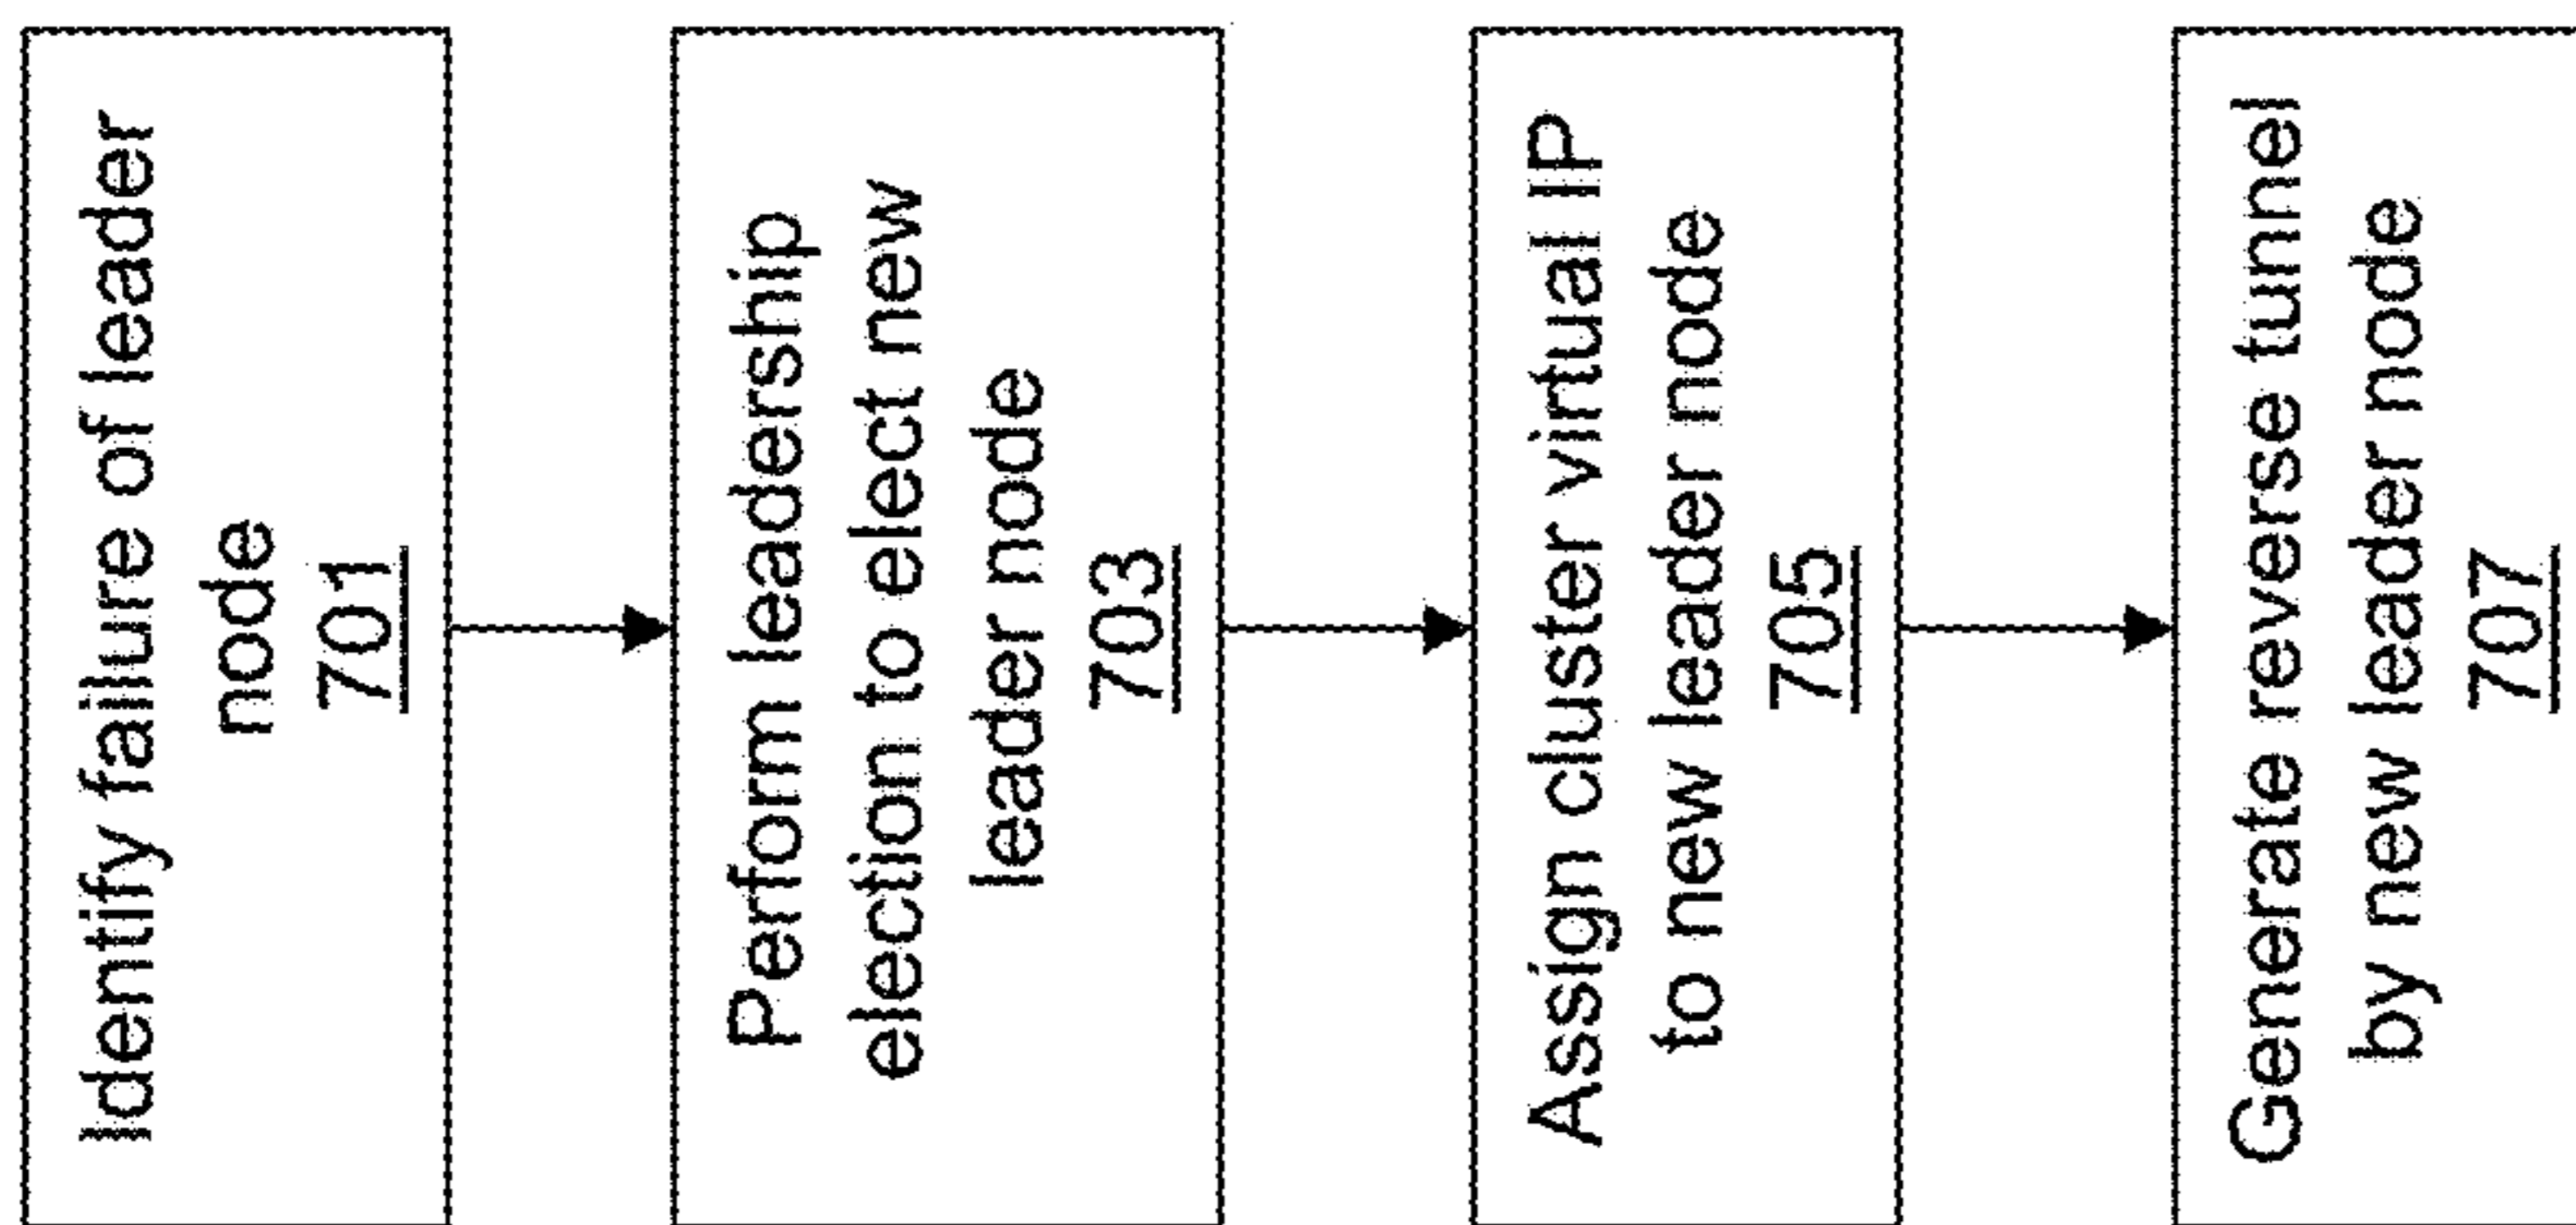 Identify failure of leader
node
701
Perform leadership
election to elect new
leader node
703
Assign cluster virtual IP
to new leader node
705
Generate reverse tunnel
by new leader node
707